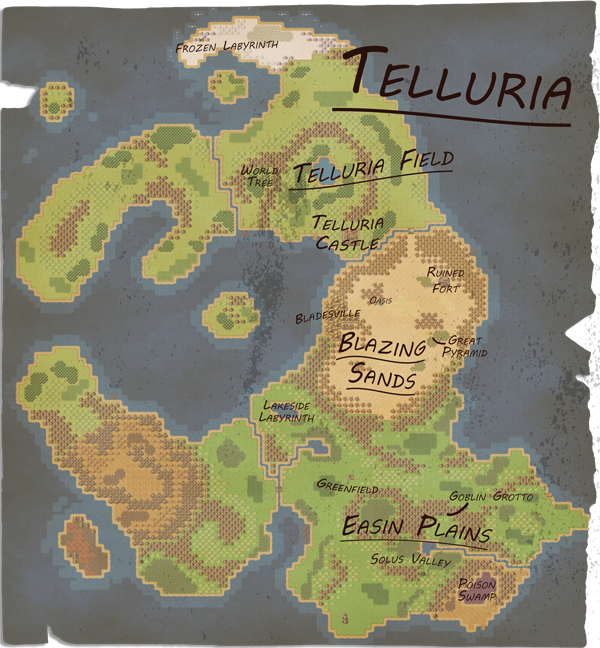 Frozen Labyrinth
Telluria
World
Tree
Telluria Field
Telluria
Castle
Ruined
Fort
Oasis
Bladesville
Great
Pyramid
Blazing
Sands
Lakeside
Labyrinth
Greenfield
Goblin Grotto
Easin Plains
Solus Valley
Poison
Swamp